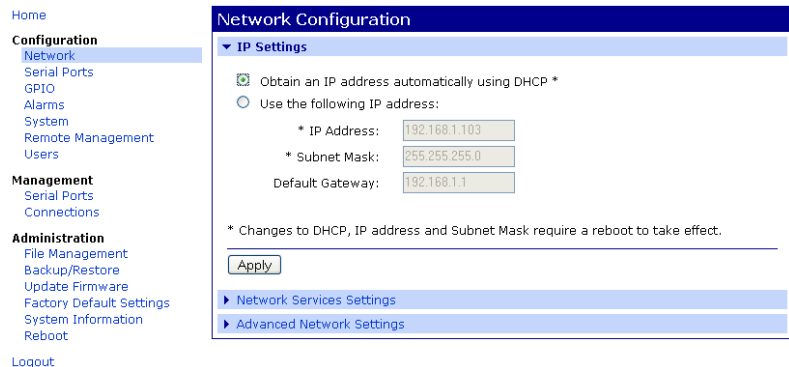 Home
Configuration
Network
Serial Ports
GPIO
Alarms
System
Remote Management
Users
Management
Serial Ports
Connections
Administration
File Management
Backup/Restore
Update Firmware
Factory Default Settings
System Information
Reboot
Logout
Network Configuration
IP Settings
Obtain an IP address automatically using DHCP *
Use the following IP address:
* IP Address: 192.168.1.103
* Subnet Mask: 255.255.255.0
Default Gateway: 192.168.1.1
* Changes to DHCP, IP address and Subnet Mask require a reboot to take effect.
Apply
Network Services Settings
Advanced Network Settings